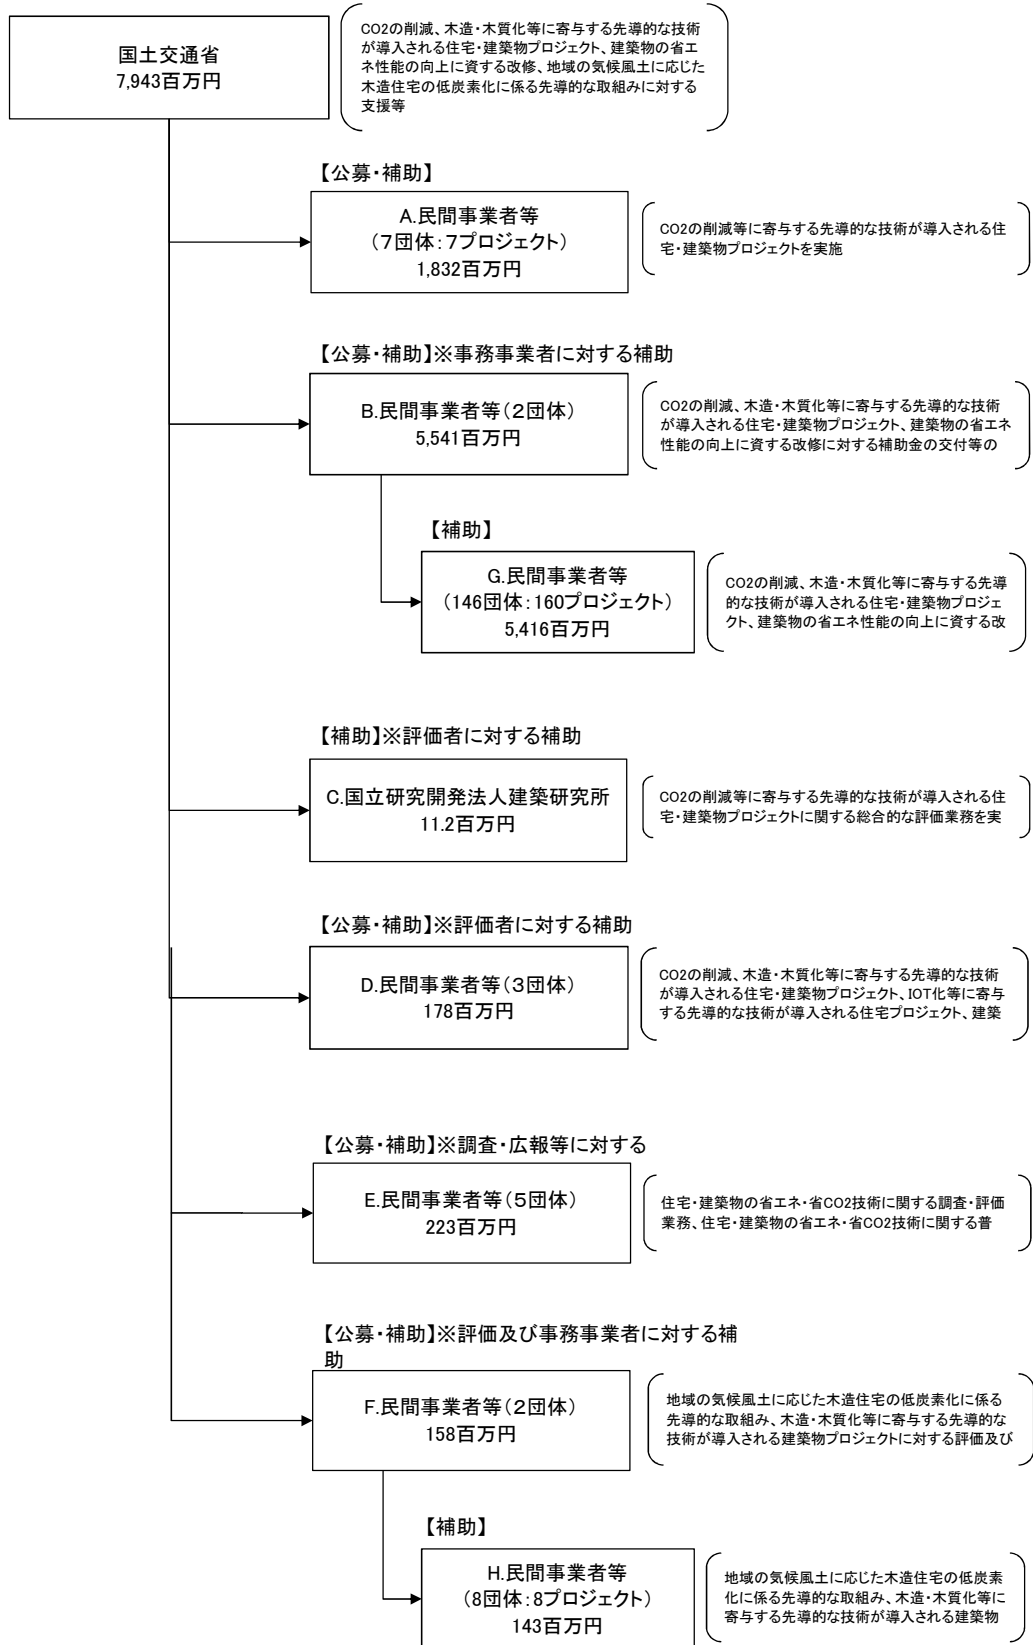 国土交通省
7,943百万円
CO2の削減、木造・木質化等に寄与する先導的な技術
が導入される住宅・建築物プロジェクト、建築物の省エ
ネ性能の向上に資する改修、地域の気候風土に応じた
木造住宅の低炭素化に係る先導的な取組みに対する
支援等
【公募・補助】
A.民間事業者等
（７団体：７プロジェクト）
1,832百万円
CO2の削減等に寄与する先導的な技術が導入される住
宅・建築物プロジェクトを実施
【公募・補助】※事務事業者に対する補助
B.民間事業者等（２団体）
5,541百万円
CO2の削減、木造・木質化等に寄与する先導的な技術
が導入される住宅・建築物プロジェクト、建築物の省エネ
性能の向上に資する改修に対する補助金の交付等の
【補助】
G.民間事業者等
（146団体：160プロジェクト）
5,416百万円
CO2の削減、木造・木質化等に寄与する先導
的な技術が導入される住宅・建築物プロジェ
クト、建築物の省エネ性能の向上に資する改
【補助】※評価者に対する補助
C.国立研究開発法人建築研究所
11.2百万円
CO2の削減等に寄与する先導的な技術が導入される住
宅・建築物プロジェクトに関する総合的な評価業務を実
【公募・補助】※評価者に対する補助
D.民間事業者等（３団体）
178百万円
CO2の削減、木造・木質化等に寄与する先導的な技術
が導入される住宅・建築物プロジェクト、IOT化等に寄与
する先導的な技術が導入される住宅プロジェクト、建築
【公募・補助】※調査・広報等に対する
E.民間事業者等（５団体）
223百万円
住宅・建築物の省エネ・省CO2技術に関する調査・評価
業務、住宅・建築物の省エネ・省CO2技術に関する普
【公募・補助】※評価及び事務事業者に対する補
助
F.民間事業者等（２団体）
158百万円
地域の気候風土に応じた木造住宅の低炭素化に係る
先導的な取組み、木造・木質化等に寄与する先導的な
技術が導入される建築物プロジェクトに対する評価及び
【補助】
H.民間事業者等
（８団体：８プロジェクト）
143百万円
地域の気候風土に応じた木造住宅の低炭素
化に係る先導的な取組み、木造・木質化等に
寄与する先導的な技術が導入される建築物